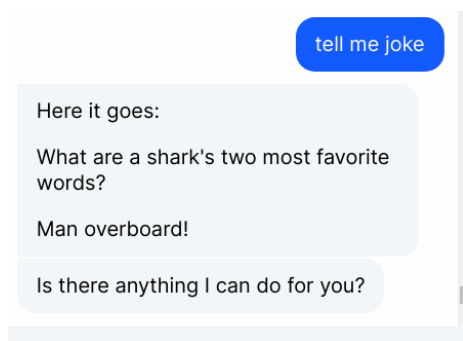 tell me joke
Here it goes:
What are a shark's two most favorite
words?
Man overboard!
Is there anything I can do for you?